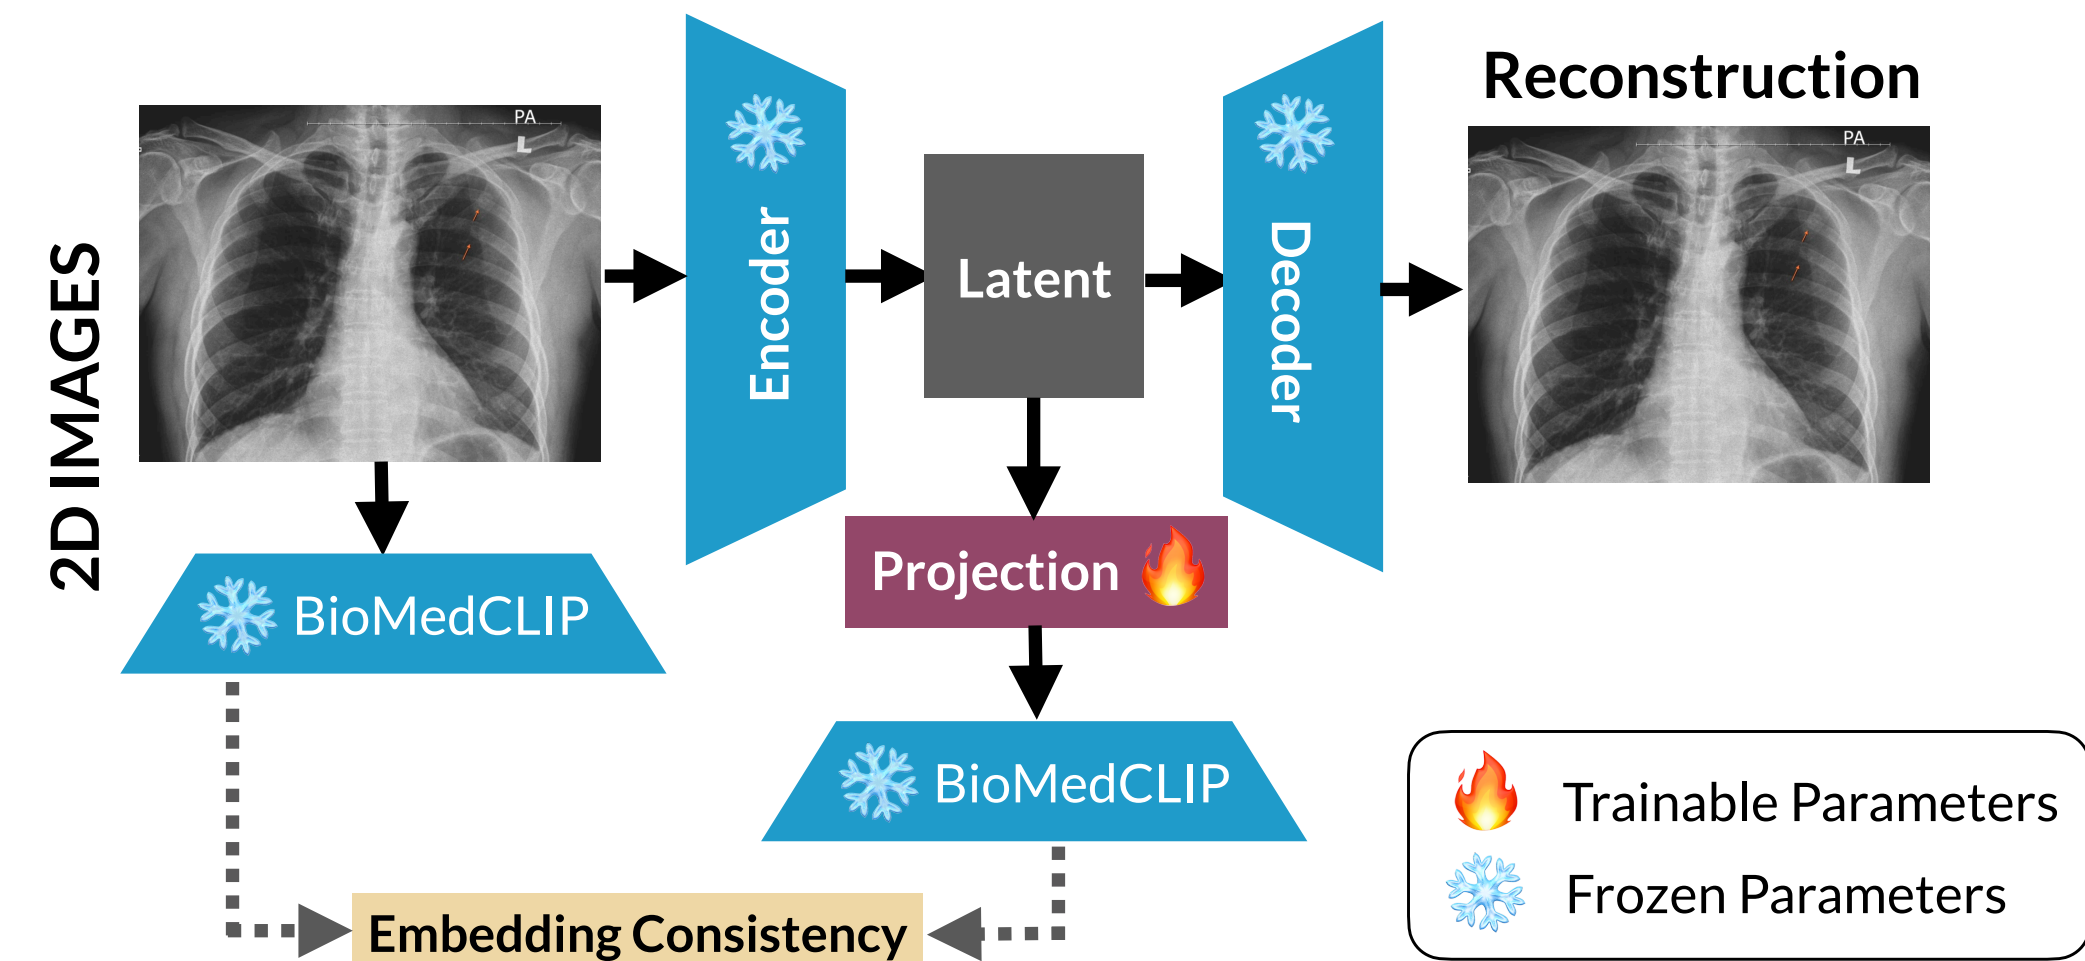 2D IMAGES
PA
L
Encoder
Latent
Decoder
Reconstruction
PA
L
BioMedCLIP
Projection
BioMedCLIP
Embedding Consistency
Trainable Parameters
Frozen Parameters